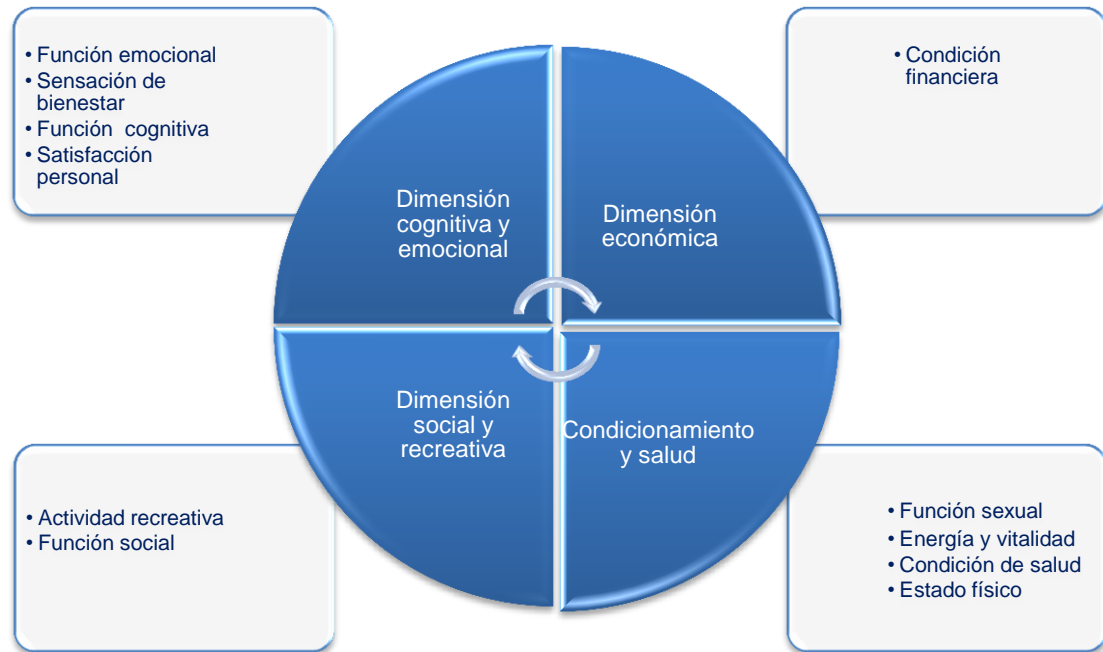 • Función emocional
• Sensación de
bienestar
• Función cognitiva
• Satisfacción
personal
• Condición
financiera
Dimensión
cognitiva y
emocional
Dimensión
económica
Dimensión
social y
recreativa
Condicionamiento
y salud
• Actividad recreativa
• Función social
• Función sexual
• Energía y vitalidad
• Condición de salud
• Estado físico